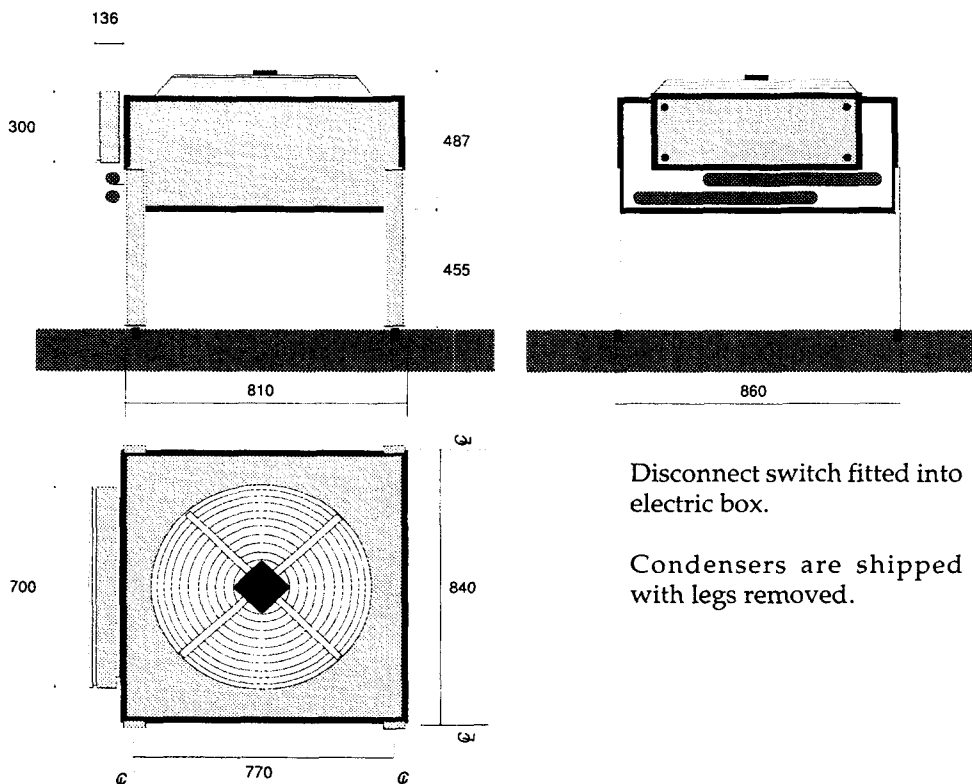 136
300
487
455
810
860
Disconnect switch fitted into
electric box.
Condensers are shipped
with legs removed.
700
840
770